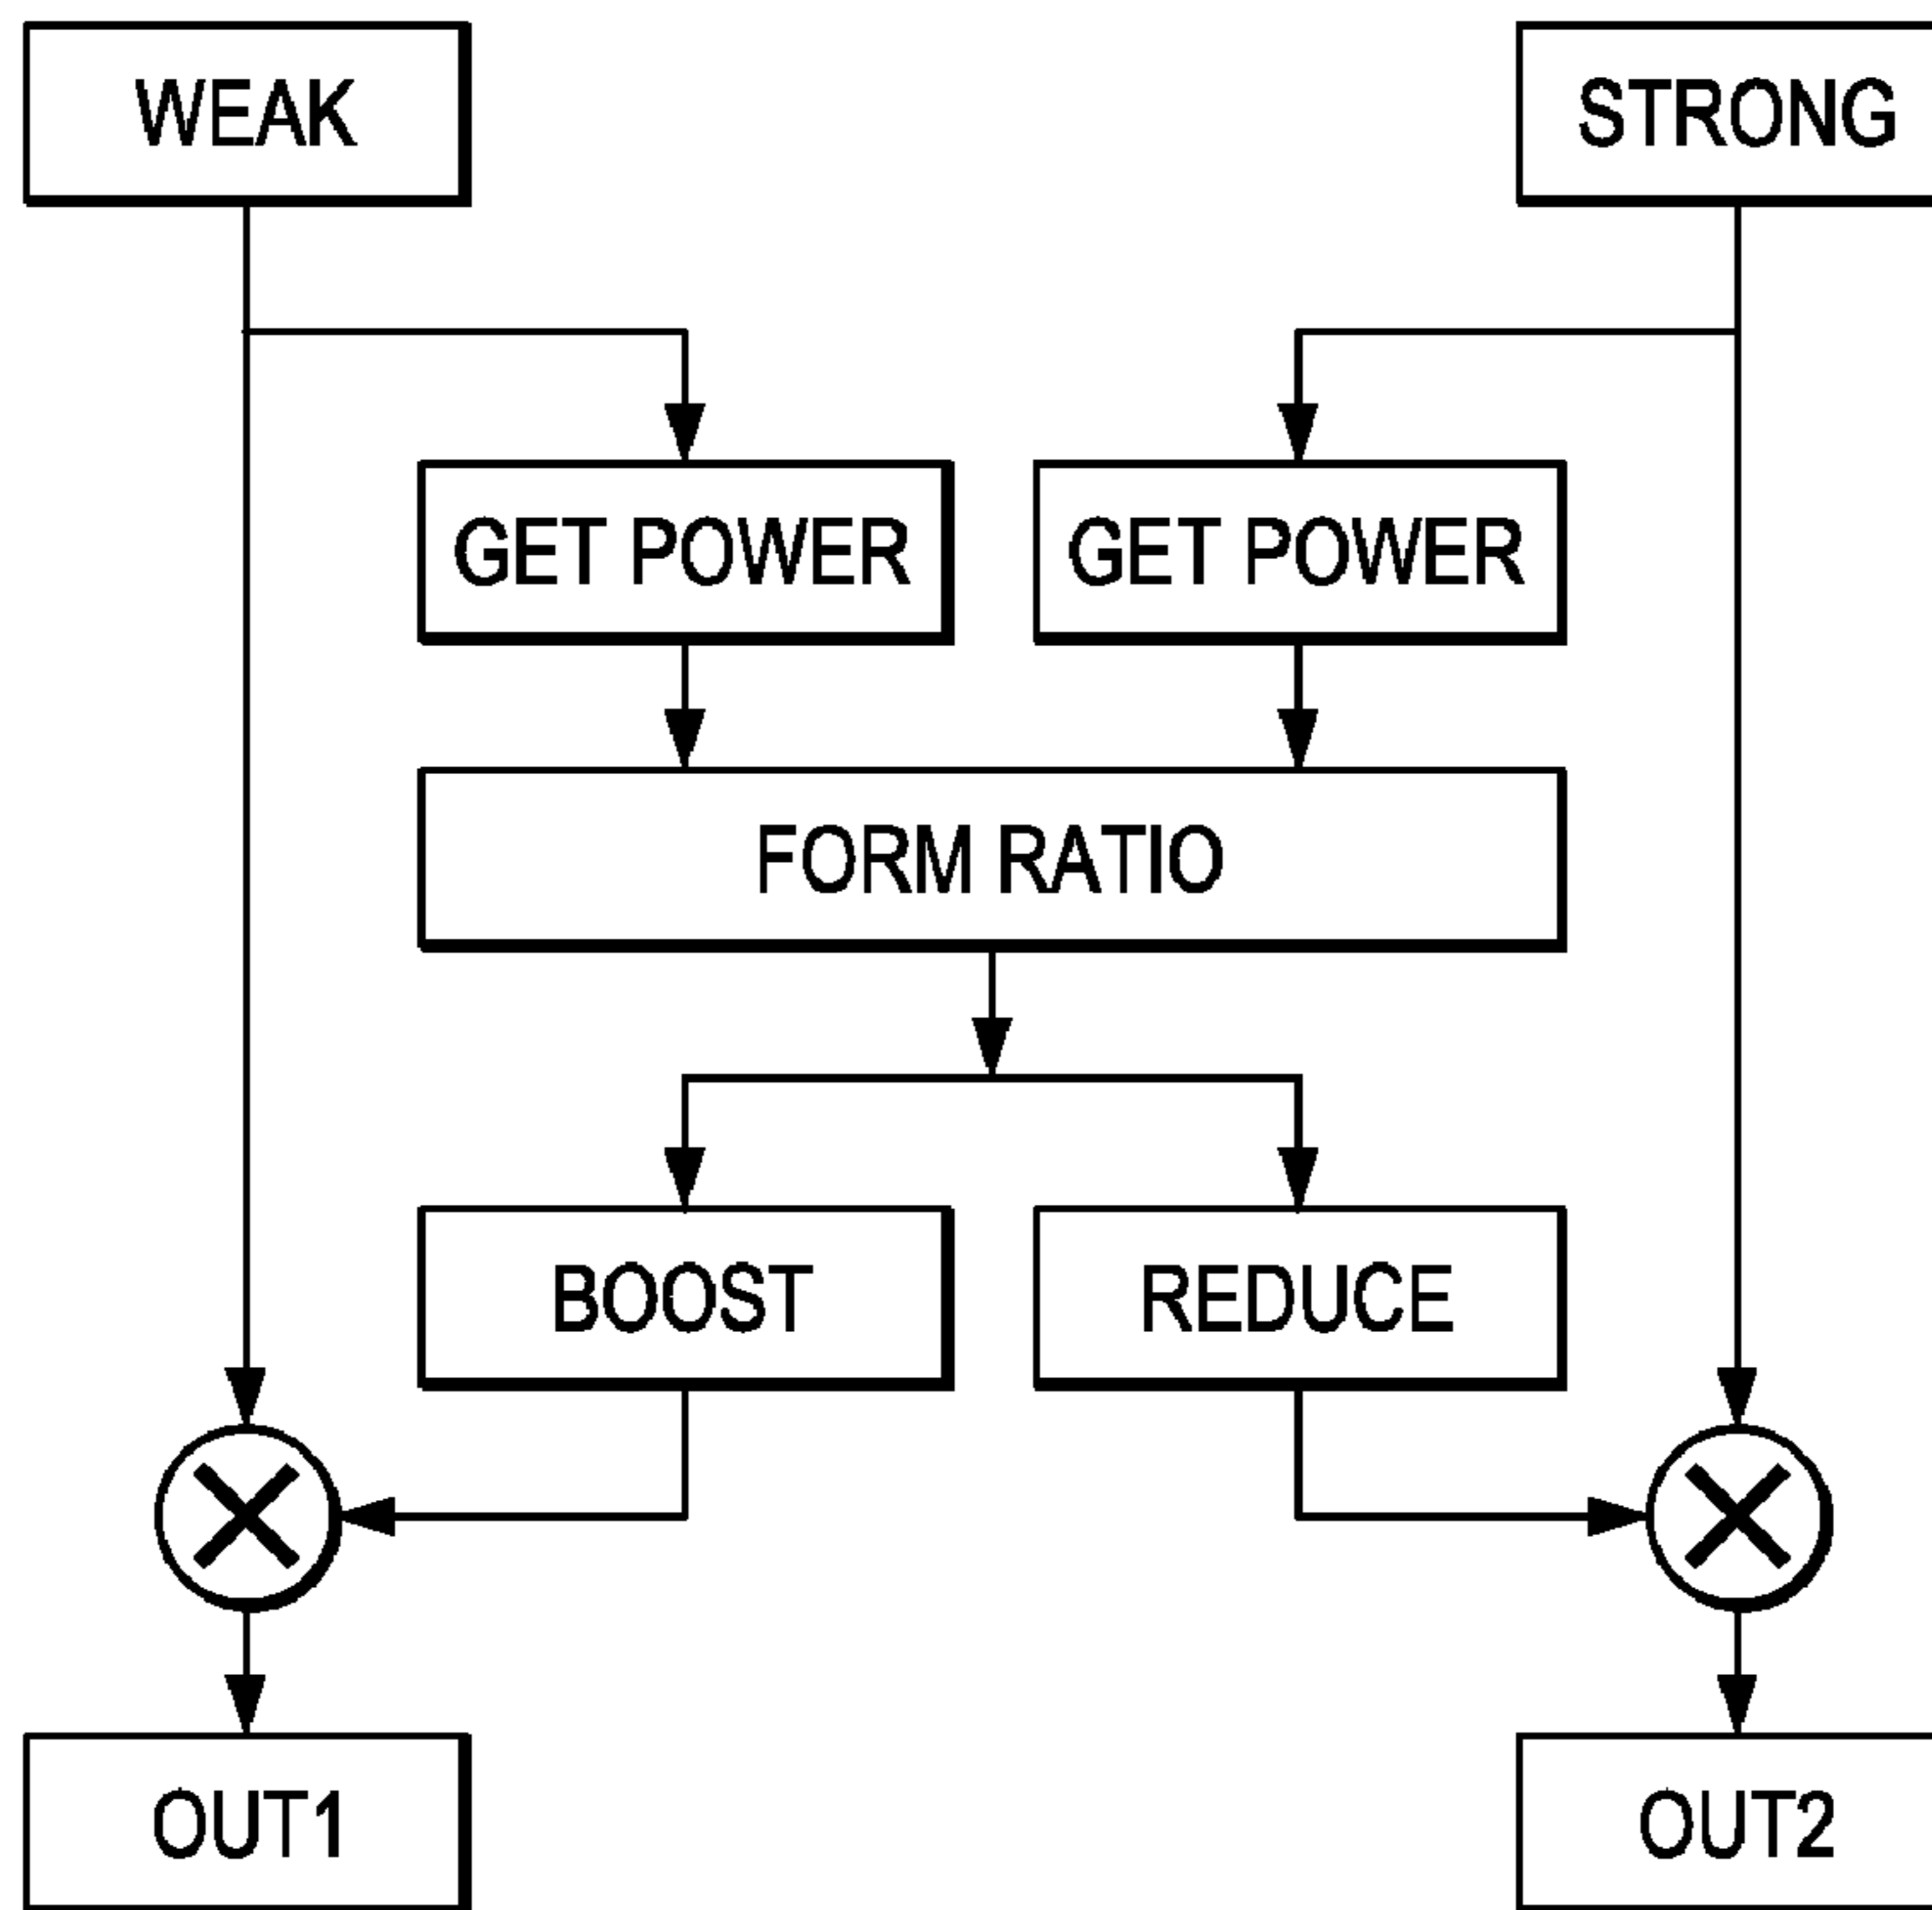 WEAK
STRONG
GET POWER
GET POWER
FORM RATIO
BOOST
REDUCE
OUT1
OUT2